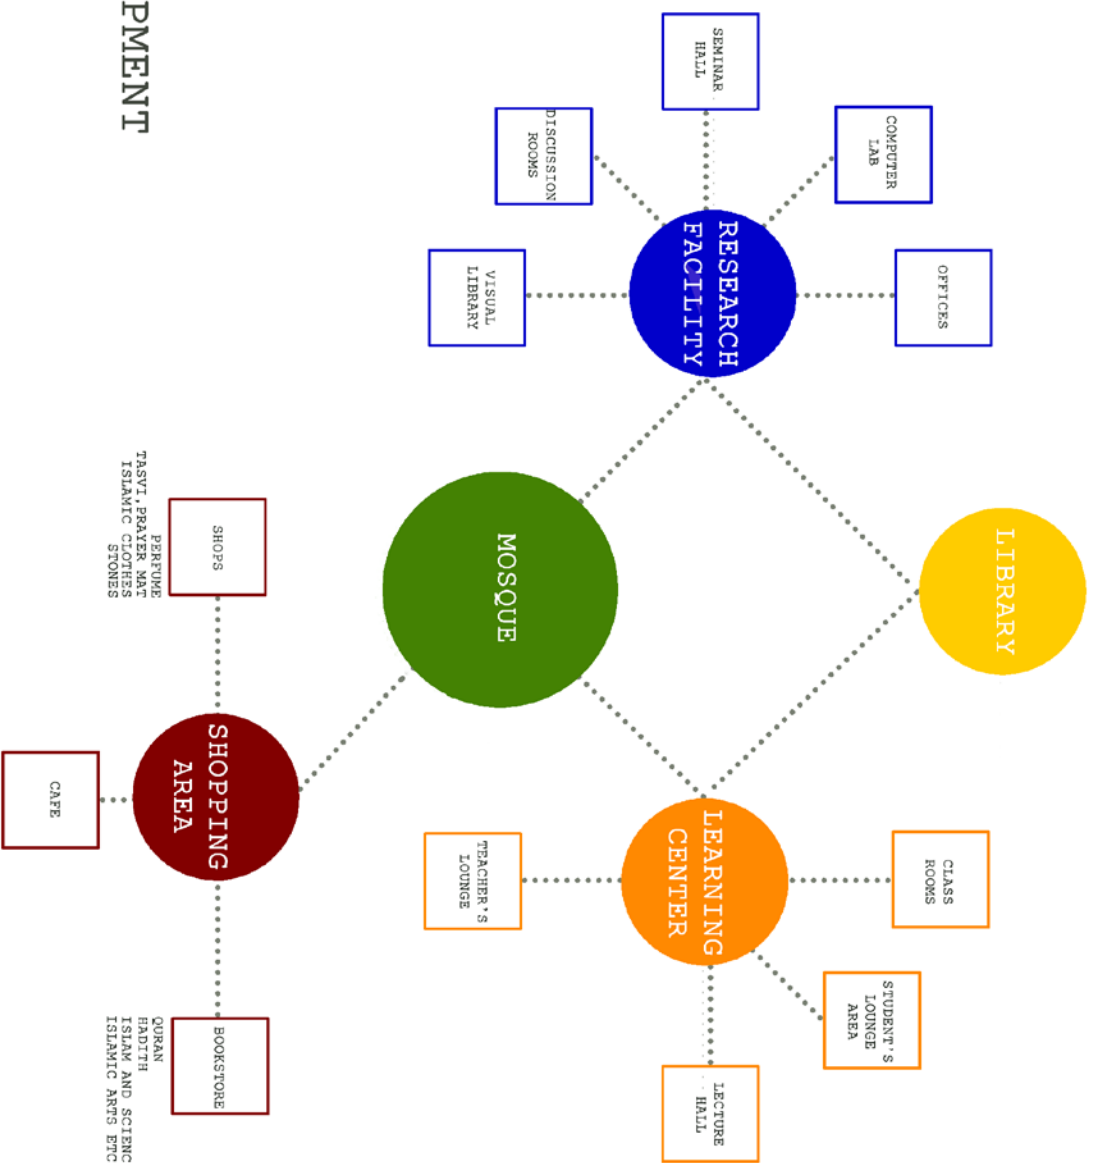 LIBRARY
OFFICES
CLASS
ROOMS
COMPUTER
LAB
STUDENT'S
LOUNGE
AREA
SEMINAR
HALL
RESEARCH
FACILITY
LEARNING
CENTER
LECTURE
HALL
DISCUSSION
ROOMS
MOSQUE
VISUAL
LIBRARY
TEACHER'S
LOUNGE
SHOPS
PERFUME
TASVI,PRAYER MAT
ISLAMIC CLOTHES
STONES
SHOPPING
AREA
BOOKSTORE
QURAN
HADITH
ISLAM AND SCIENC
ISLAMIC ARTS ETC
CAFE
PMENT